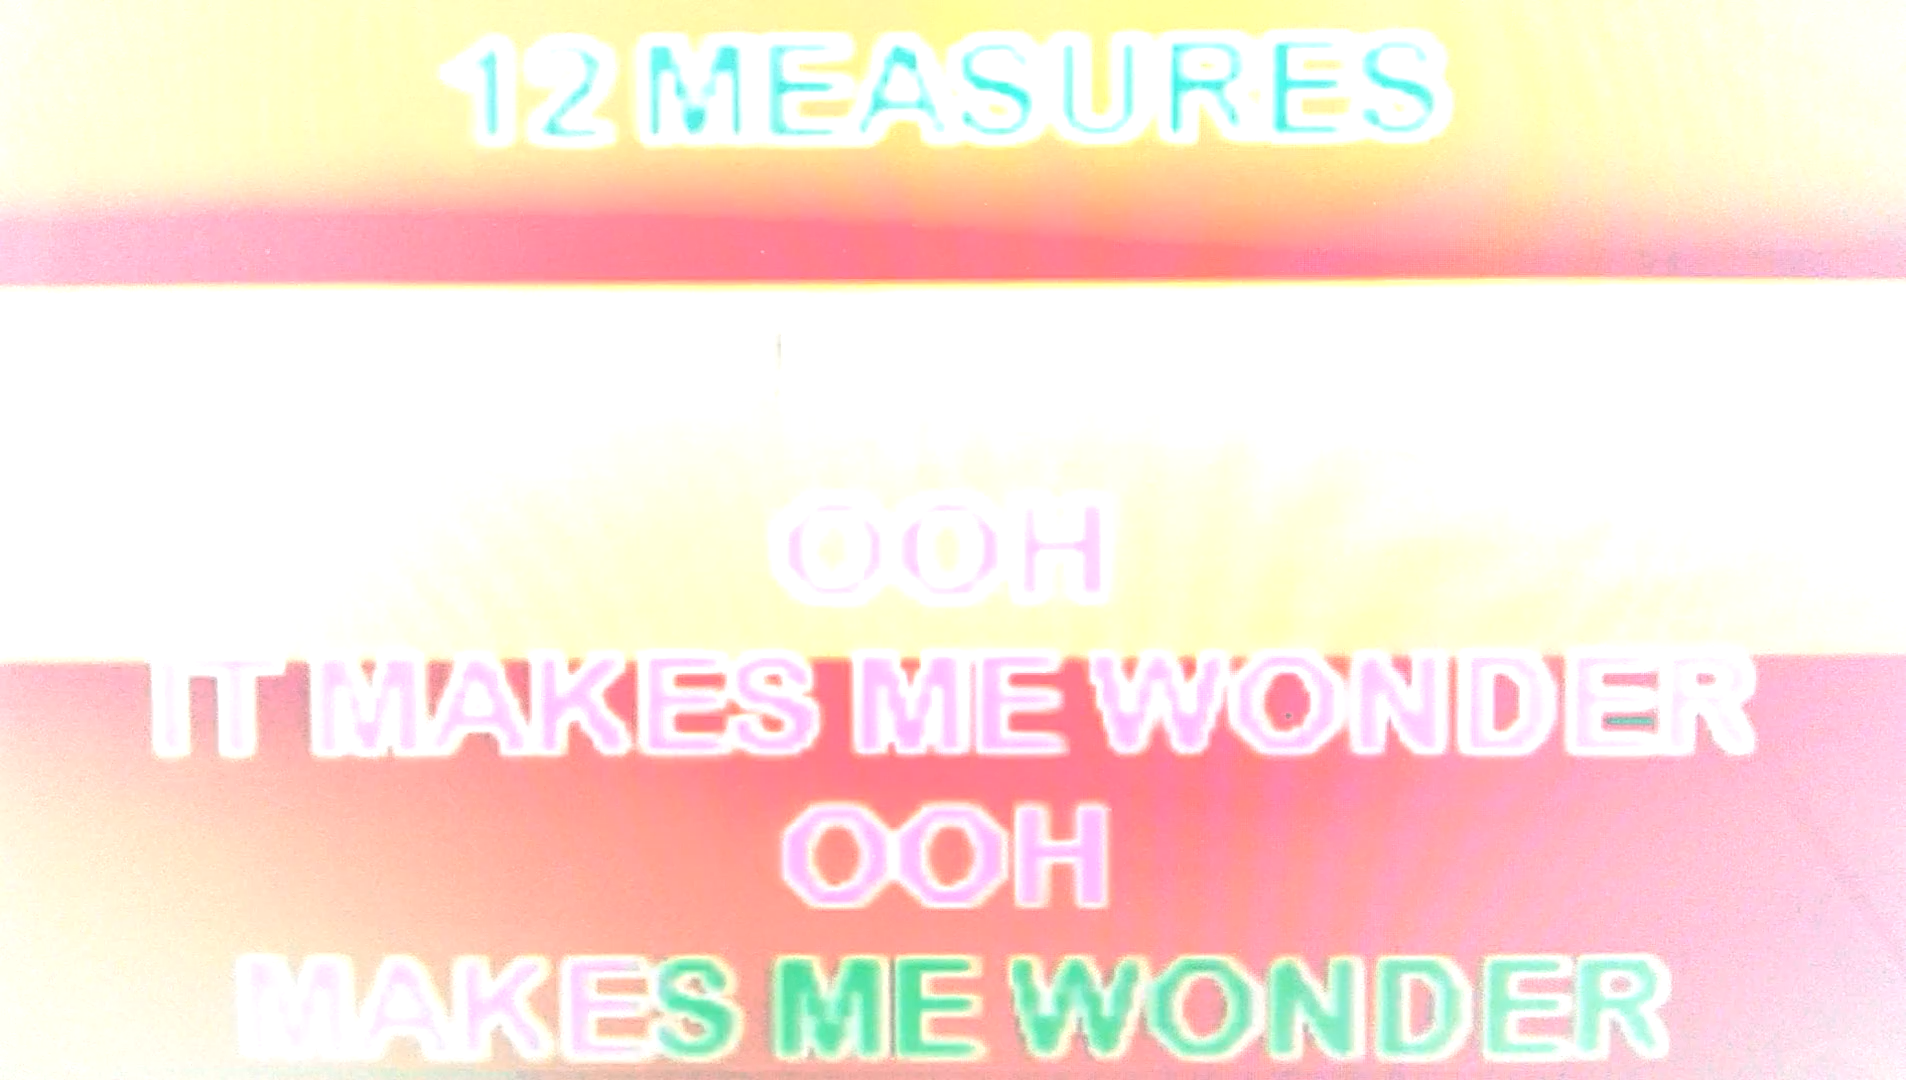 12 MEASURES
OOH
IT MAKES ME WONDER
OOH
MAKES ME WONDER